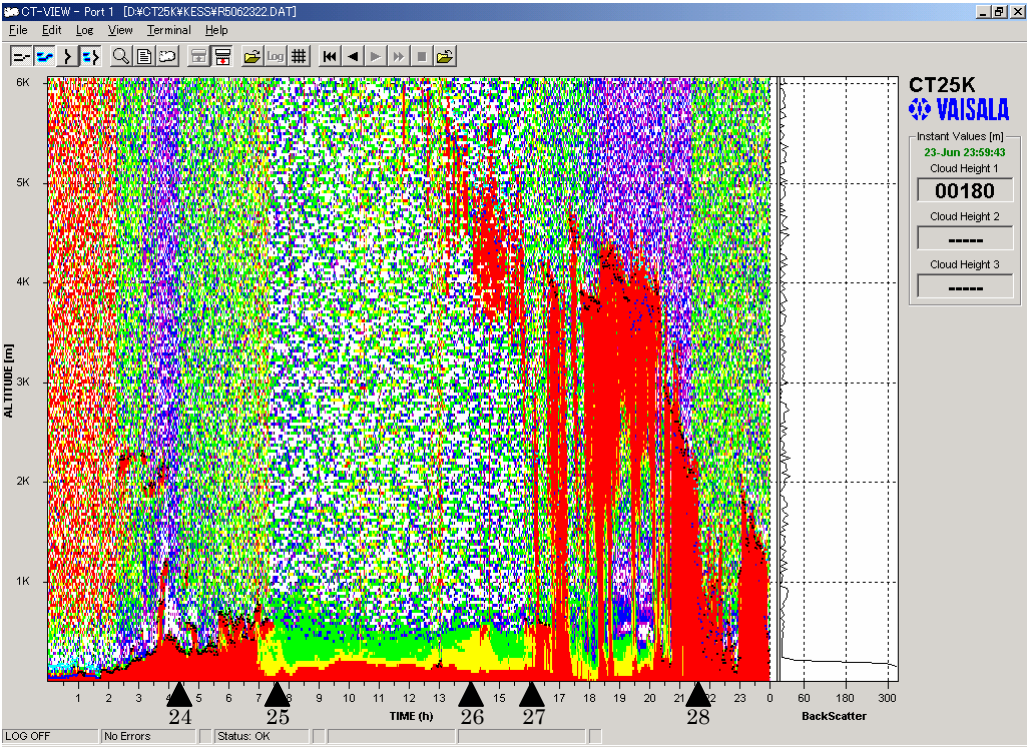 CT-VIEW - Port 1 [D:¥CT25K¥KESS¥R5062322.DAT]
File Edit Log View Terminal Help
Log
CT25K
VAISALA
Instant Values [m]
23-Jun 23:59:43
Cloud Height 1
00180
Cloud Height 2
-----
Cloud Height 3
-----
6K
5K
4K
3K
2K
1K
ALTITUDE [m]
1 2 3 4 5 6 7 8 9 10 11 12 13 15 17 18 19 20 22 23 0 60 180 300
24 25 26 27 28
TIME (h)
BackScatter
LOG OFF No Errors Status: OK